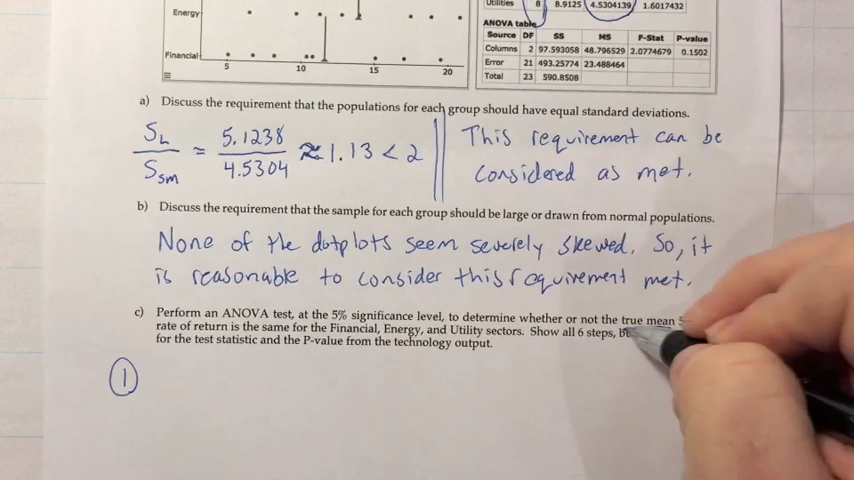 Utilities 8 8.9125 4.5304139 1.6017432
Energy
Financial
5 10 15 20
ANOVA table
Source DF SS MS F-Stat P-value
Columns 2 97.593058 48.796529 2.0774679 0.1502
Error 21 493.25774 23.488464
Total 23 590.8508
a) Discuss the requirement that the populations for each group should have equal standard deviations.
SL/Ssm = 5.1238/4.5304 ≈ 1.13 < 2
This requirement can be
considered as met.
b) Discuss the requirement that the sample for each group should be large or drawn from normal populations.
None of the dotplots seem severely skewed. So, it
is reasonable to consider this requirement met.
c) Perform an ANOVA test, at the 5% significance level, to determine whether or not the true mean
rate of return is the same for the Financial, Energy, and Utility sectors. Show all 6 steps,
for the test statistic and the P-value from the technology output.
1